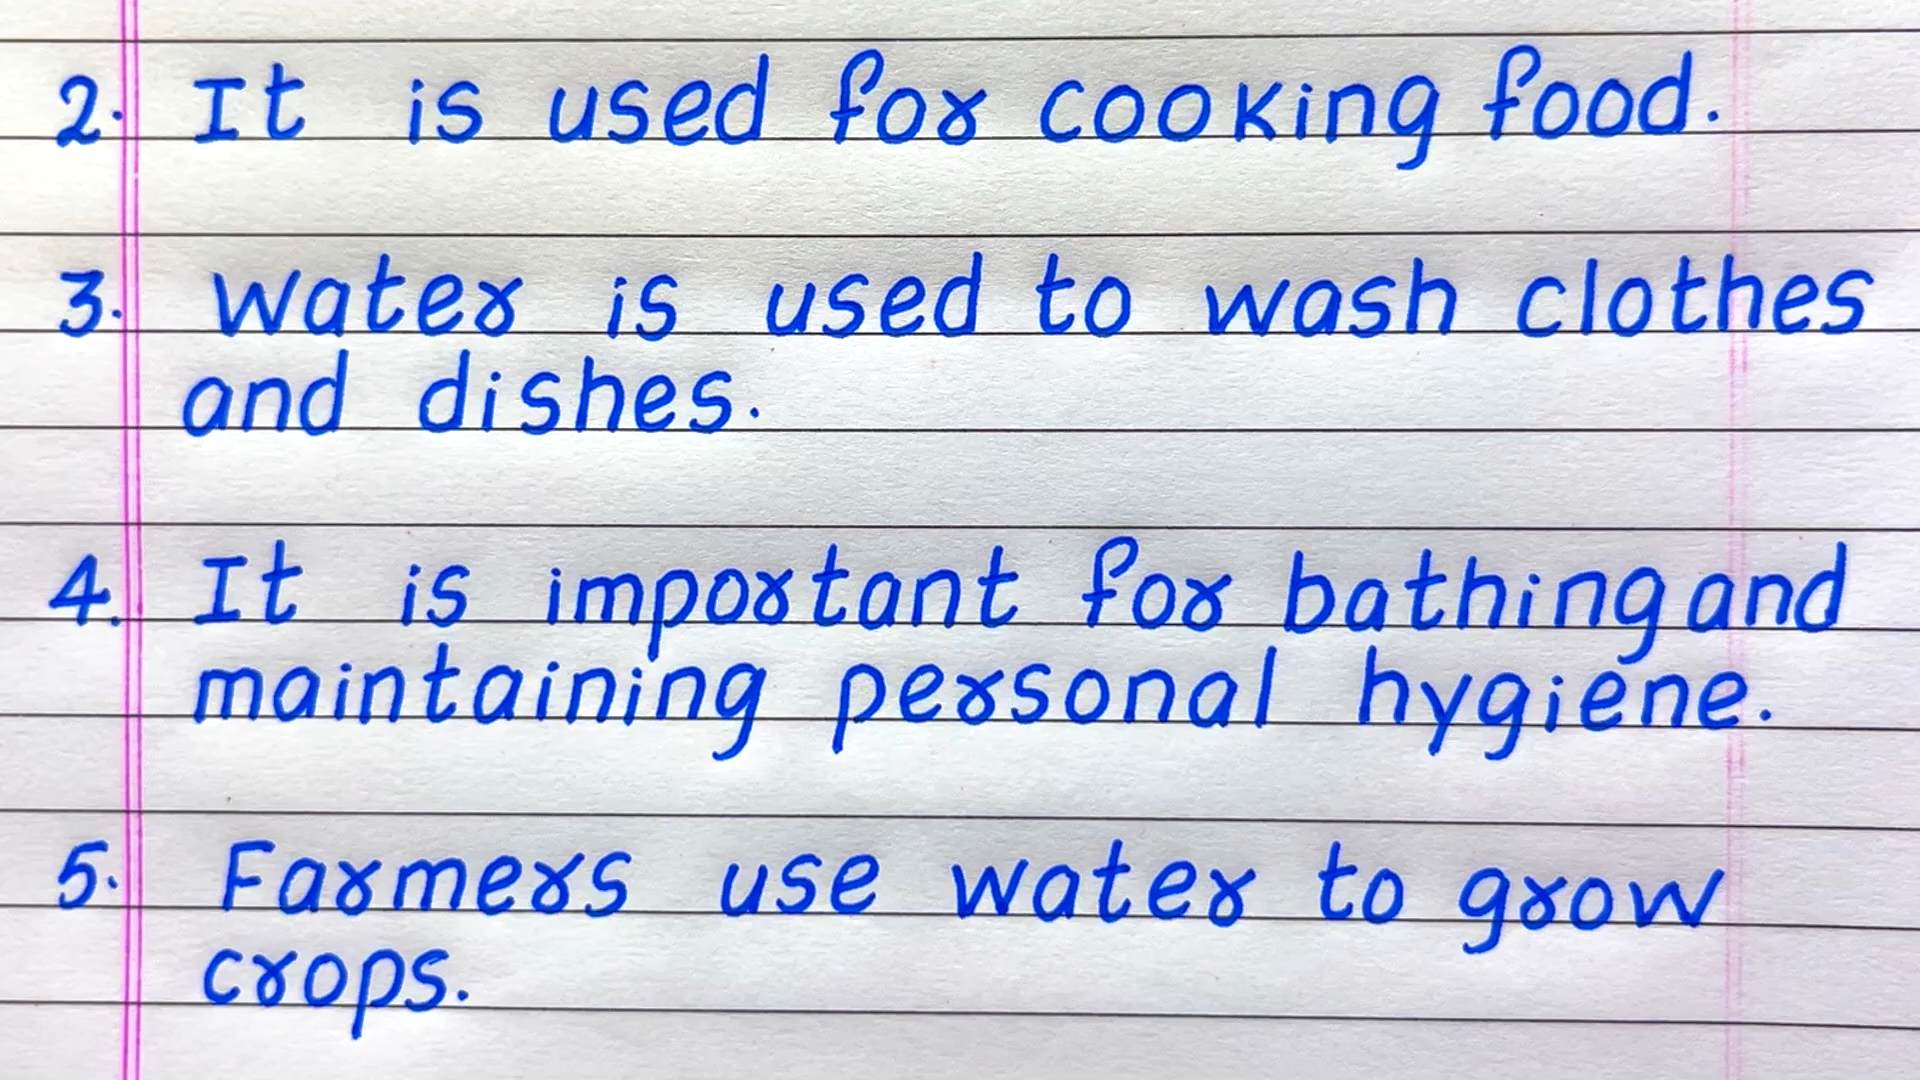 2. It is used for cooking food.
3. Water is used to wash clothes
and dishes.
4. It is important for bathing and
maintaining personal hygiene.
5. Farmers use water to grow
crops.